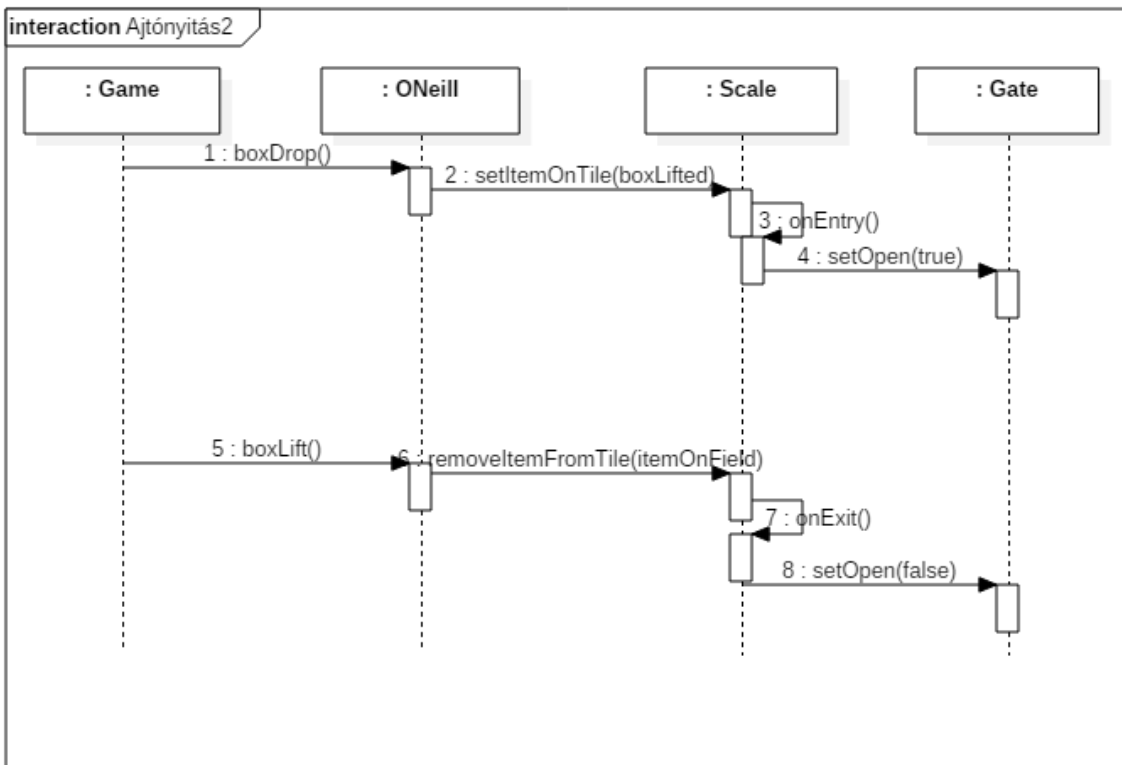 interaction Ajtónyitás2
: Game
: ONeill
: Scale
: Gate
1 : boxDrop()
2 : setItemOnTile(boxLifted)
3 : onEntry()
4 : setOpen(true)
5 : boxLift()
6 : removeItemFromTile(itemOnField)
7 : onExit()
8 : setOpen(false)